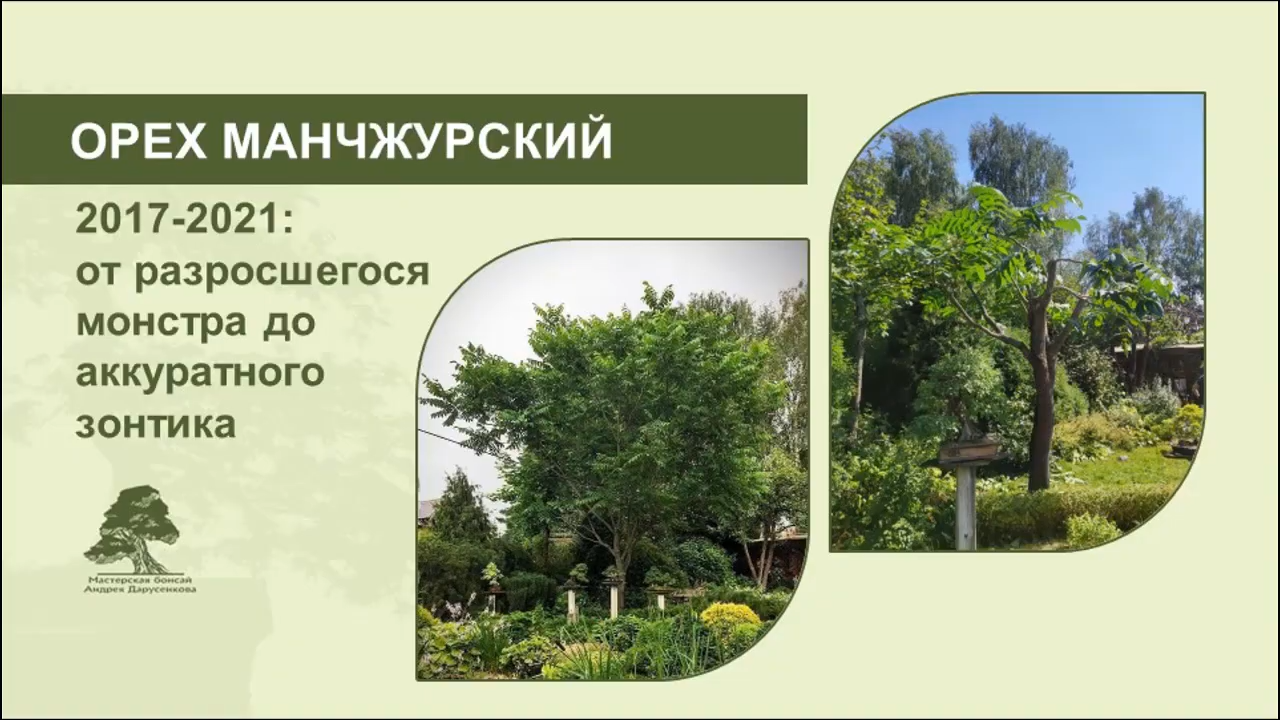 ОРЕХ МАНЧЖУРСКИЙ
2017-2021:
от разросшегося
монстра до
аккуратного
зонтика
Мастерская бонсай
Андрея Дарусенкова